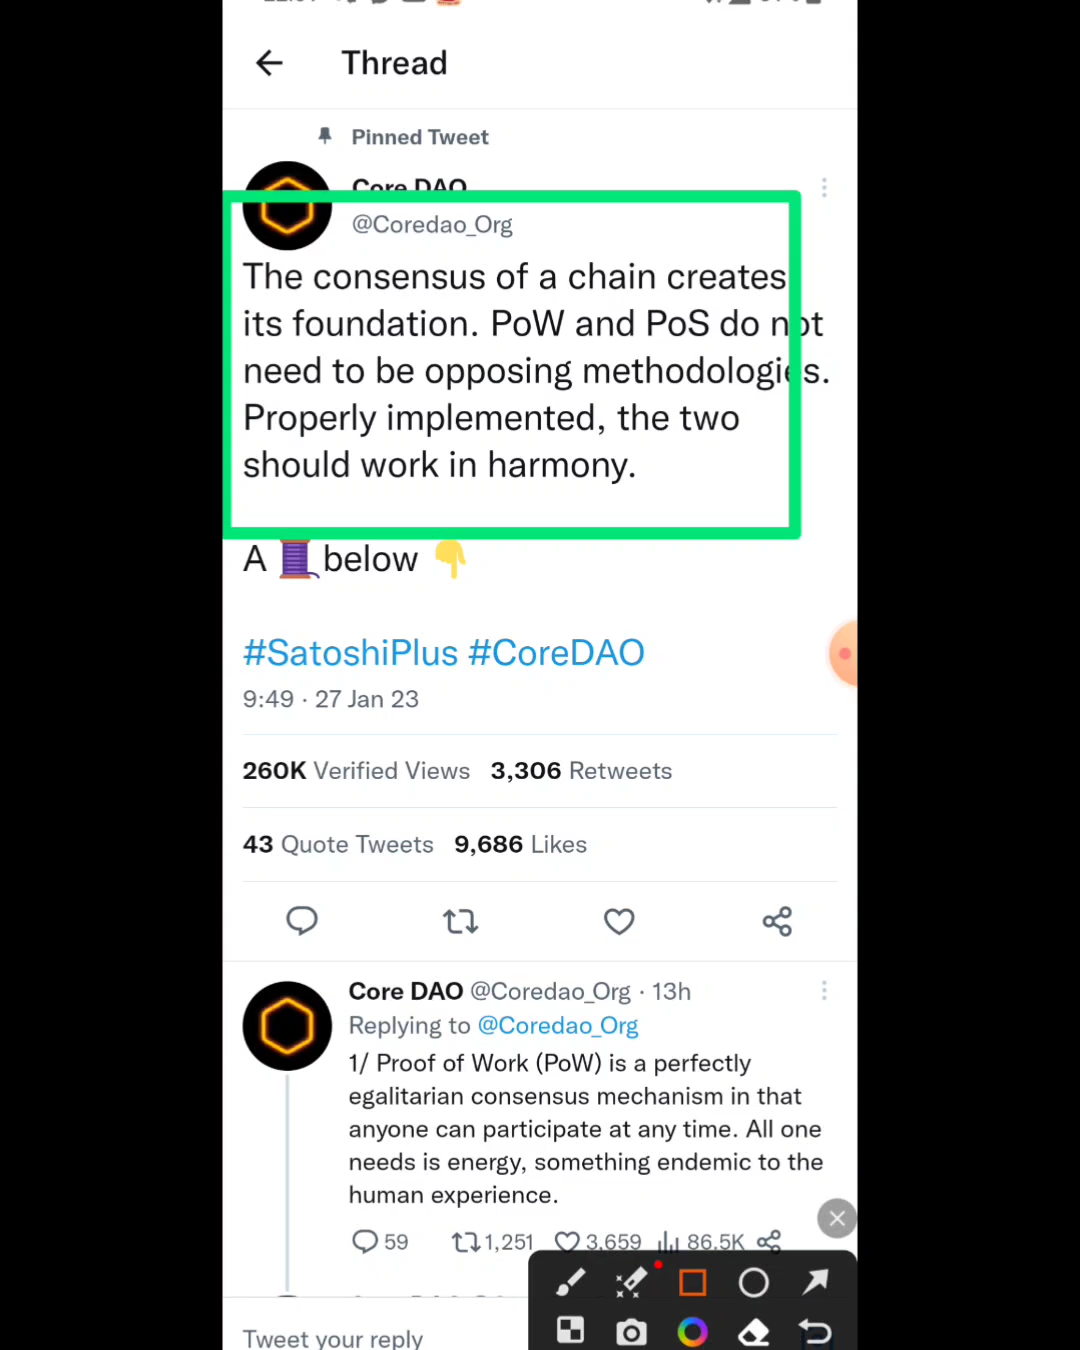 Thread
Pinned Tweet
Core DAO
@Coredao_Org
The consensus of a chain creates
its foundation. PoW and PoS do not
need to be opposing methodologies.
Properly implemented, the two
should work in harmony.
A 🧵 below 👇
#SatoshiPlus #CoreDAO
9:49 · 27 Jan 23
260K Verified Views 3,306 Retweets
43 Quote Tweets 9,686 Likes
Core DAO @Coredao_Org · 13h
Replying to @Coredao_Org
1/ Proof of Work (PoW) is a perfectly
egalitarian consensus mechanism in that
anyone can participate at any time. All one
needs is energy, something endemic to the
human experience.
59 1,251 3,659 86.5K
Tweet your reply